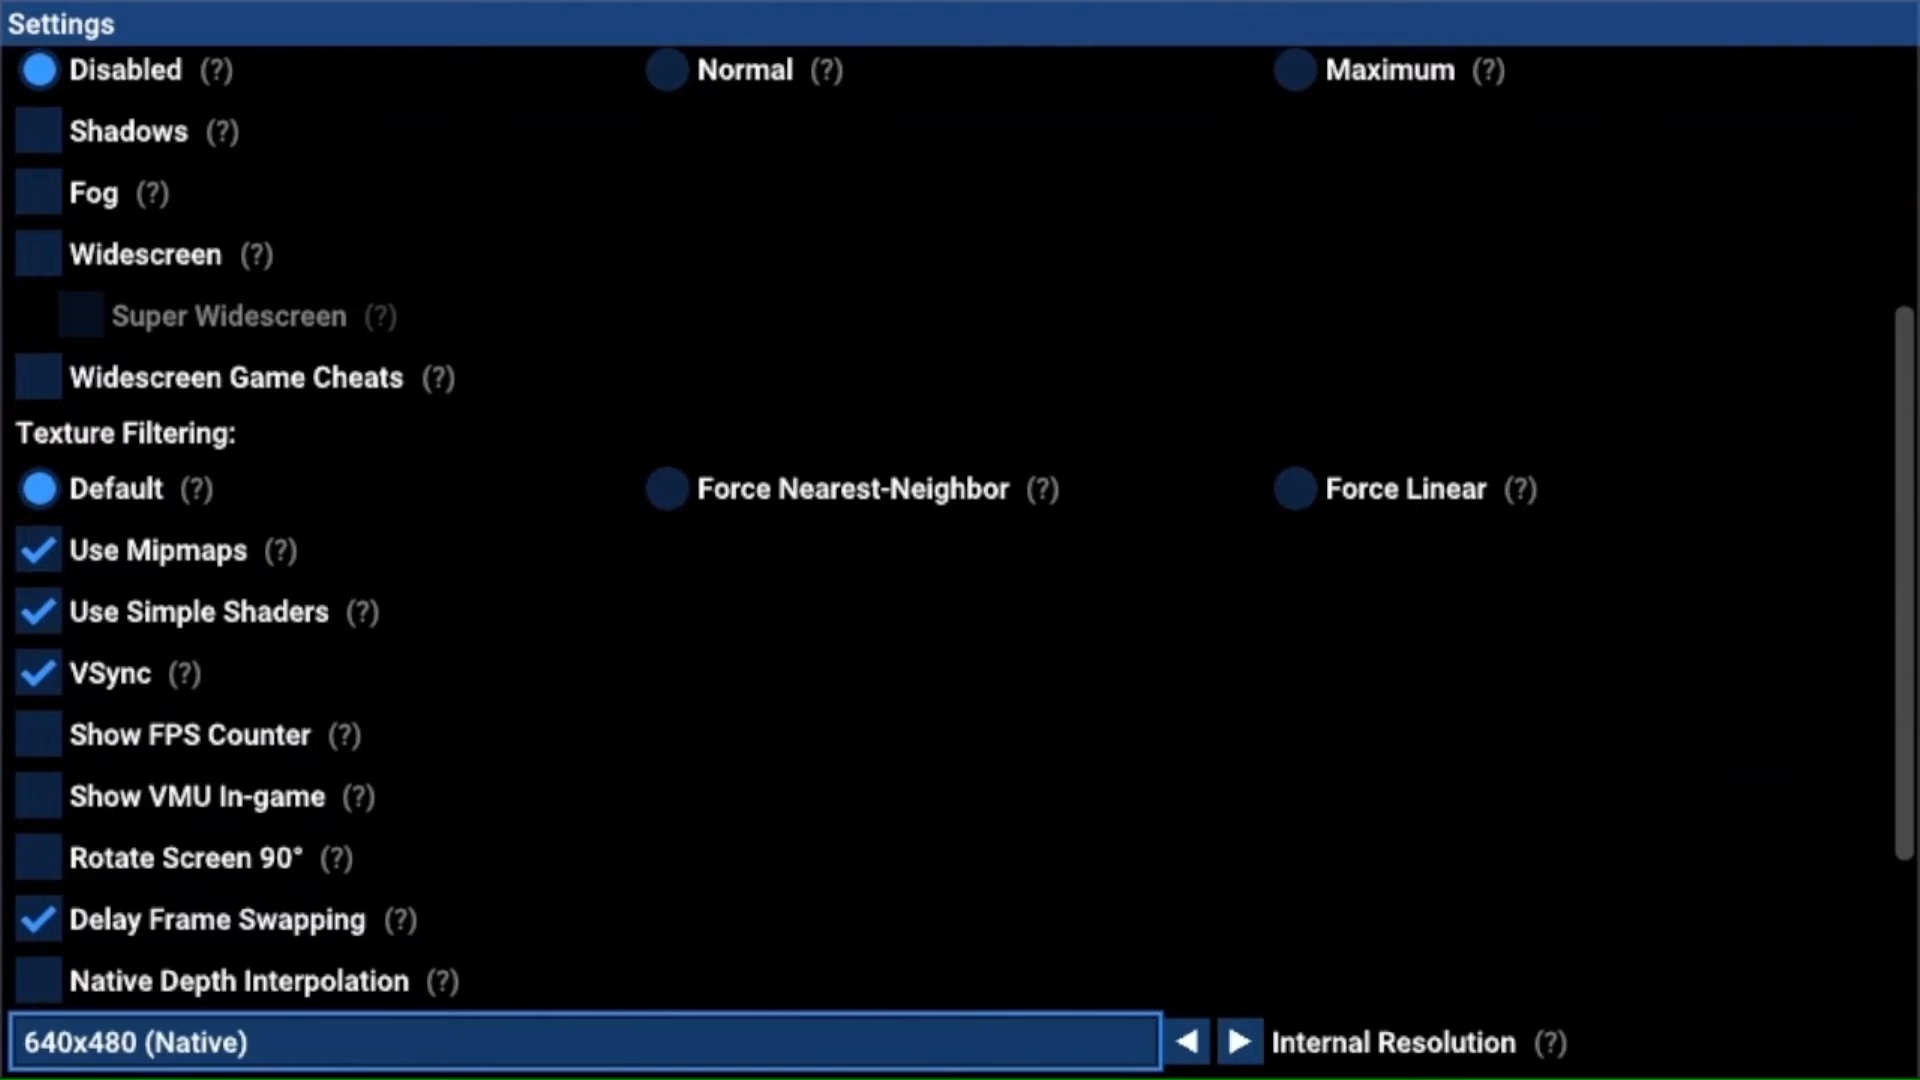 Settings
Disabled (?) Normal (?) Maximum (?)
Shadows (?)
Fog (?)
Widescreen (?)
Super Widescreen (?)
Widescreen Game Cheats (?)
Texture Filtering:
Default (?) Force Nearest-Neighbor (?) Force Linear (?)
Use Mipmaps (?)
Use Simple Shaders (?)
VSync (?)
Show FPS Counter (?)
Show VMU In-game (?)
Rotate Screen 90° (?)
Delay Frame Swapping (?)
Native Depth Interpolation (?)
640x480 (Native) Internal Resolution (?)